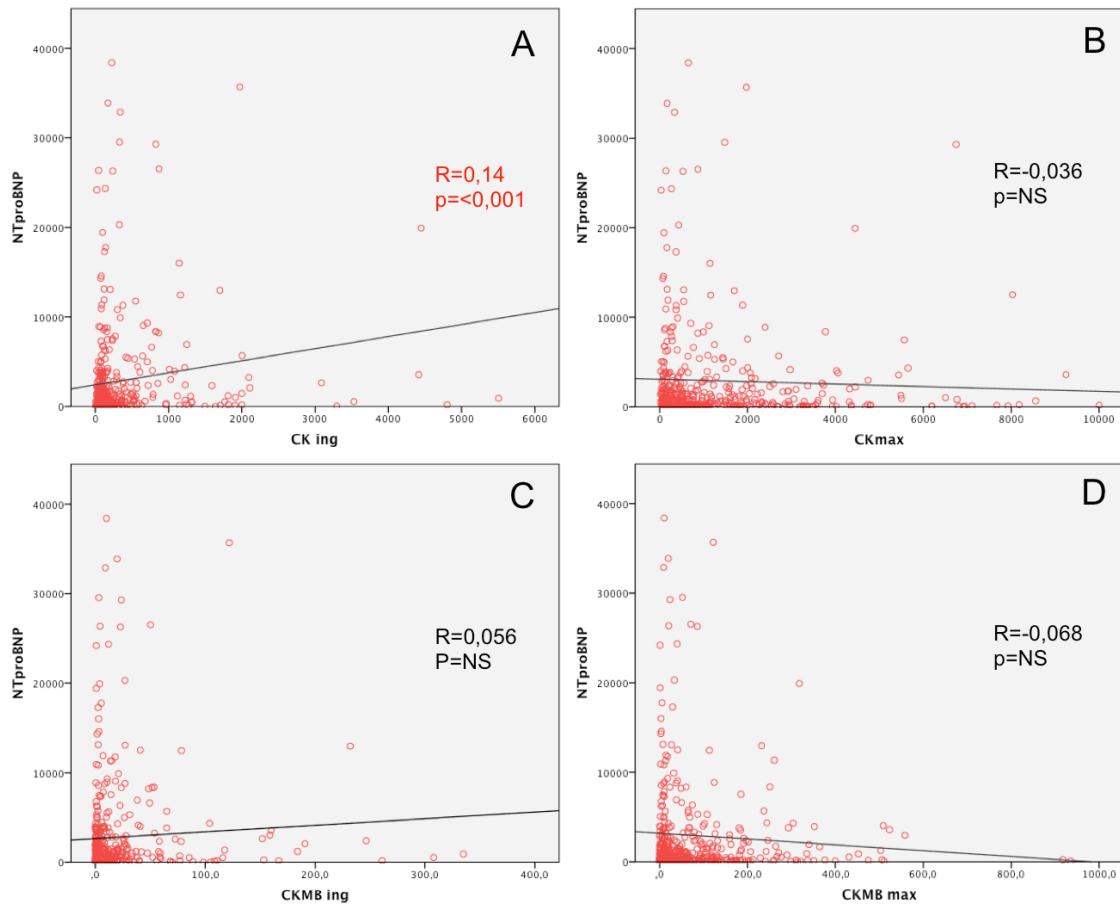 A
40000
30000
20000
10000
0
NTproBNP
R=0,14
p=<0,001
0 1000 2000 3000 4000 5000 6000
CK ing
B
40000
30000
20000
10000
0
NTproBNP
R=-0,036
p=NS
0 2000 4000 6000 8000 10000
CKmax
C
40000
30000
20000
10000
0
NTproBNP
R=0,056
P=NS
,0 100,0 200,0 300,0 400,0
CKMB ing
D
40000
30000
20000
10000
0
NTproBNP
R=-0,068
p=NS
,0 200,0 400,0 600,0 800,0 1000,0
CKMB max